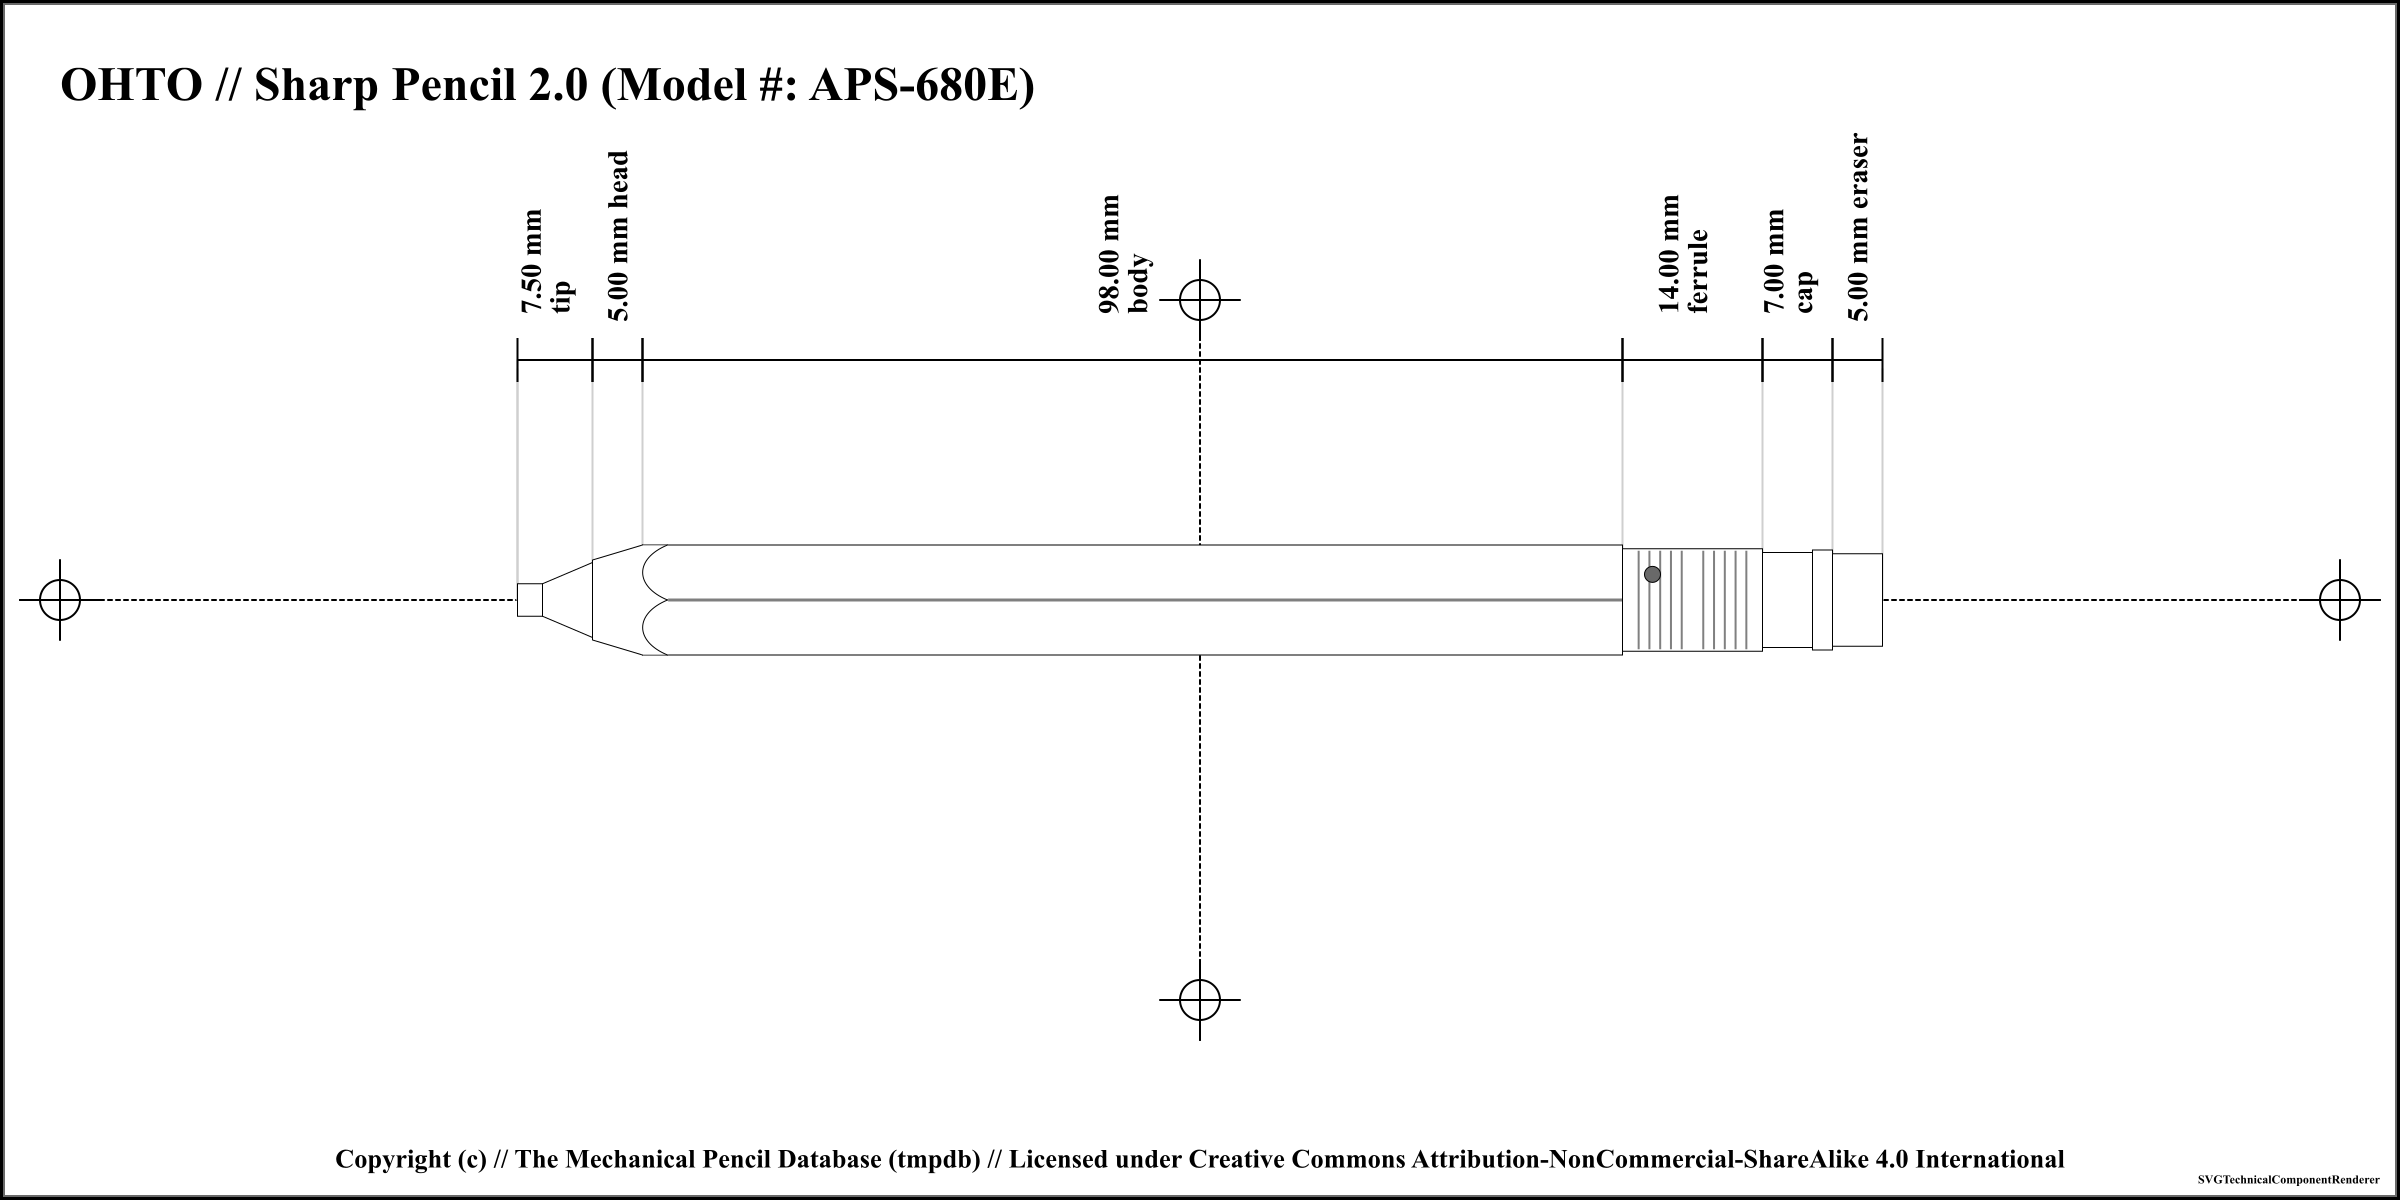 OHTO // Sharp Pencil 2.0 (Model #: APS-680E)
7.50 mm
tip
5.00 mm head
98.00 mm
body
14.00 mm
ferrule
7.00 mm
cap
5.00 mm eraser
Copyright (c) // The Mechanical Pencil Database (tmpdb) // Licensed under Creative Commons Attribution-NonCommercial-ShareAlike 4.0 International
SVGTechnicalComponentRenderer